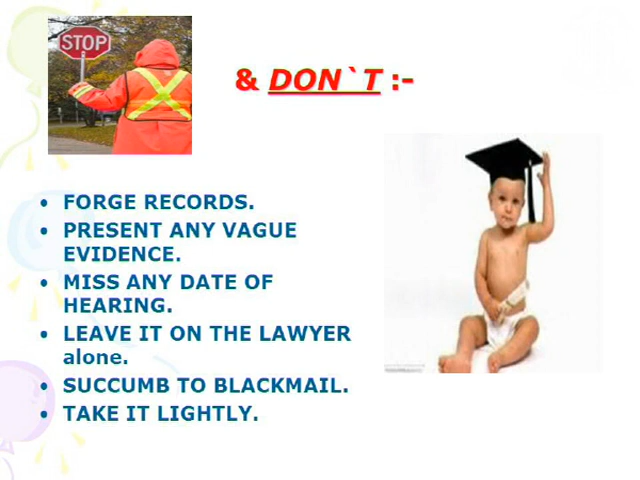 STOP
& DON`T :-
• FORGE RECORDS.
• PRESENT ANY VAGUE
EVIDENCE.
• MISS ANY DATE OF
HEARING.
• LEAVE IT ON THE LAWYER
alone.
• SUCCUMB TO BLACKMAIL.
• TAKE IT LIGHTLY.